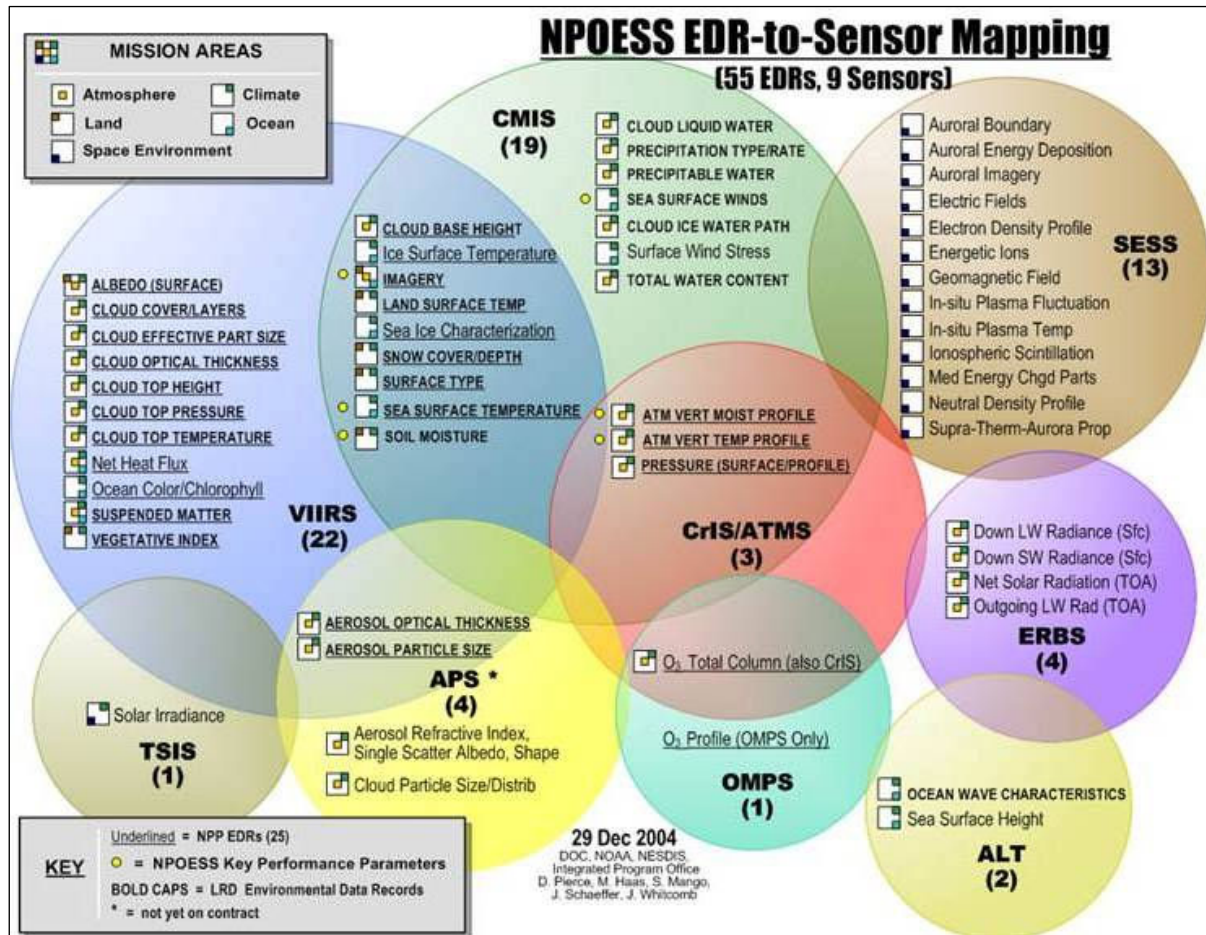 NPOESS EDR-to-Sensor Mapping
(55 EDRs, 9 Sensors)
MISSION AREAS
Atmosphere
Climate
Land
Ocean
Space Environment
CMIS
(19)
CLOUD LIQUID WATER
PRECIPITATION TYPE/RATE
PRECIPITABLE WATER
SEA SURFACE WINDS
CLOUD ICE WATER PATH
Surface Wind Stress
TOTAL WATER CONTENT
Auroral Boundary
Auroral Energy Deposition
Auroral Imagery
Electric Fields
Electron Density Profile
Energetic Ions
Geomagnetic Field
In-situ Plasma Fluctuation
In-situ Plasma Temp
Ionospheric Scintillation
Med Energy Chgd Parts
Neutral Density Profile
Supra-Therm-Aurora Prop
SESS
(13)
CLOUD BASE HEIGHT
Ice Surface Temperature
IMAGERY
LAND SURFACE TEMP
Sea Ice Characterization
SNOW COVER/DEPTH
SURFACE TYPE
SEA SURFACE TEMPERATURE
SOIL MOISTURE
ALBEDO (SURFACE)
CLOUD COVER/LAYERS
CLOUD EFFECTIVE PART SIZE
CLOUD OPTICAL THICKNESS
CLOUD TOP HEIGHT
CLOUD TOP PRESSURE
CLOUD TOP TEMPERATURE
Net Heat Flux
Ocean Color/Chlorophyll
SUSPENDED MATTER
VEGETATIVE INDEX
VIIRS
(22)
ATM VERT MOIST PROFILE
ATM VERT TEMP PROFILE
PRESSURE (SURFACE/PROFILE)
CrIS/ATMS
(3)
Down LW Radiance (Sfc)
Down SW Radiance (Sfc)
Net Solar Radiation (TOA)
Outgoing LW Rad (TOA)
ERBS
(4)
AEROSOL OPTICAL THICKNESS
AEROSOL PARTICLE SIZE
APS *
(4)
Aerosol Refractive Index,
Single Scatter Albedo, Shape
Cloud Particle Size/Distrib
Solar Irradiance
TSIS
(1)
O3 Total Column (also CrIS)
O3 Profile (OMPS Only)
OMPS
(1)
OCEAN WAVE CHARACTERISTICS
Sea Surface Height
ALT
(2)
KEY
Underlined = NPP EDRs (25)
= NPOESS Key Performance Parameters
BOLD CAPS = LRD Environmental Data Records
* = not yet on contract
29 Dec 2004
DOC, NOAA, NESDIS,
Integrated Program Office
D. Pierce, M. Haas, S. Mango,
J. Schaeffer, J. Whitcomb